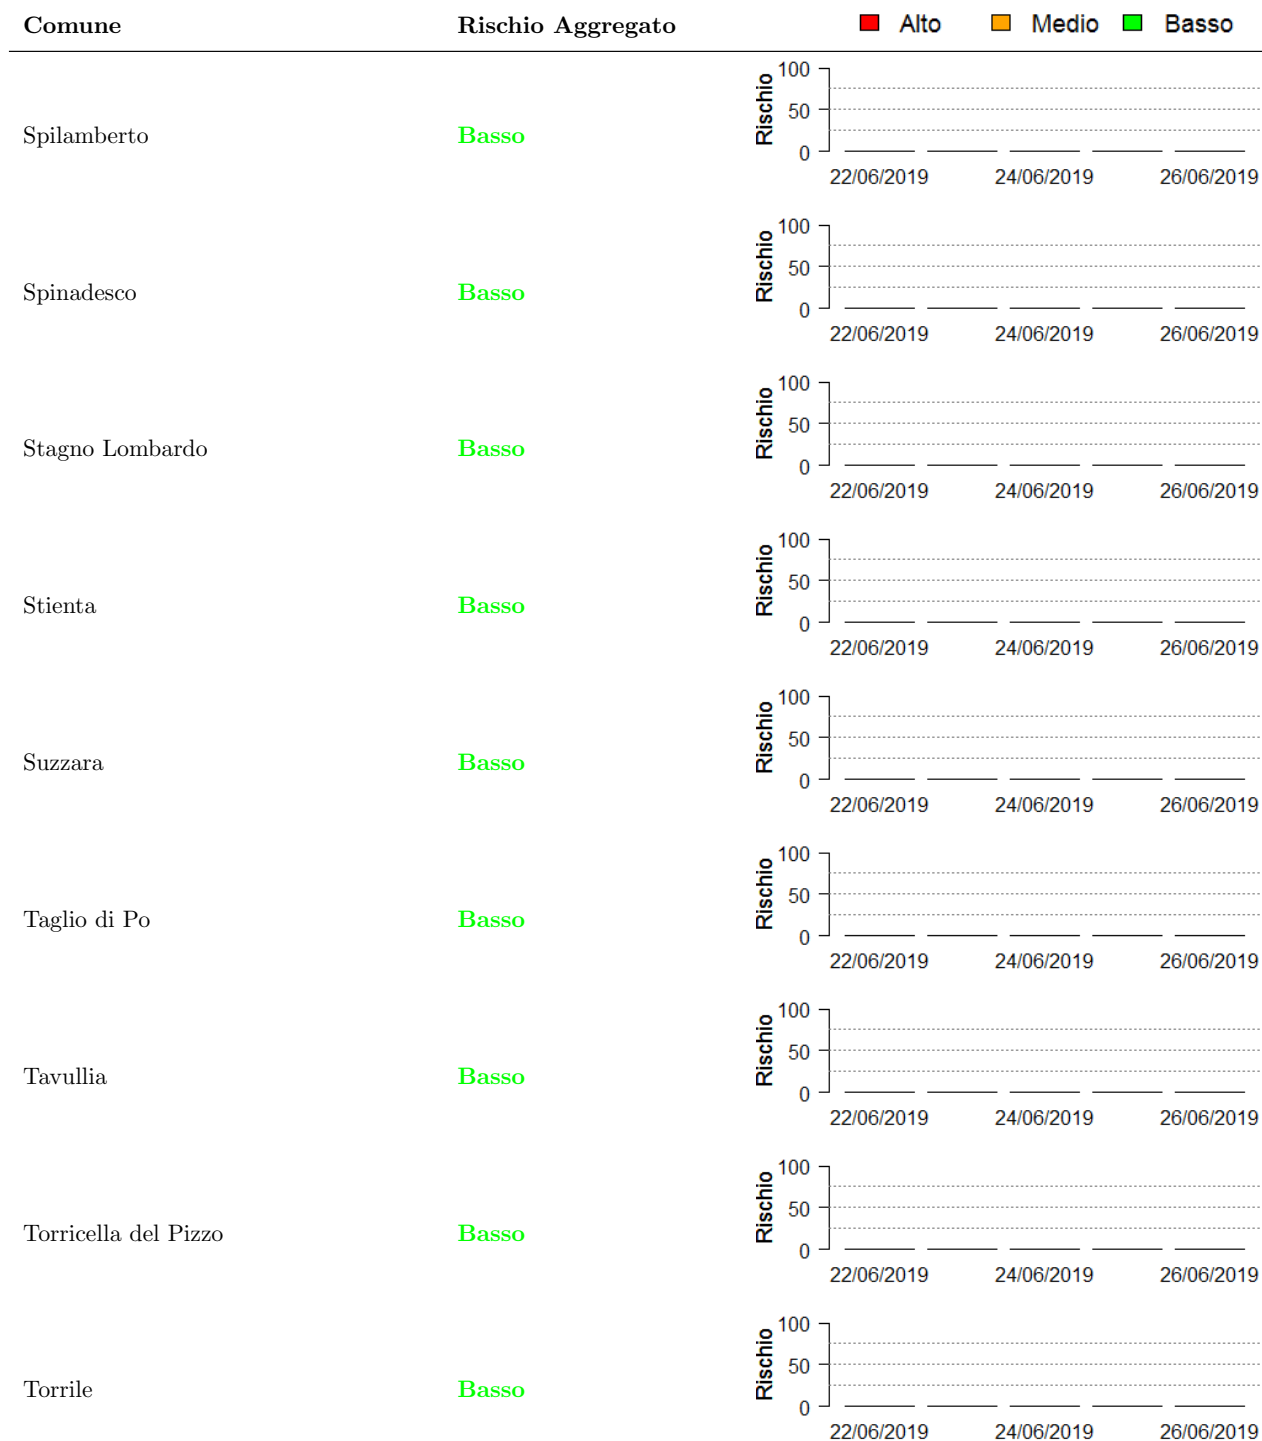 Comune Rischio Aggregato Alto Medio Basso
100
50
0
Rischio
Spilamberto Basso
22/06/2019 24/06/2019 26/06/2019
100
50
0
Rischio
Spinadesco Basso
22/06/2019 24/06/2019 26/06/2019
100
50
0
Rischio
Stagno Lombardo Basso
22/06/2019 24/06/2019 26/06/2019
100
50
0
Rischio
Stienta Basso
22/06/2019 24/06/2019 26/06/2019
100
50
0
Rischio
Suzzara Basso
22/06/2019 24/06/2019 26/06/2019
100
50
0
Rischio
Taglio di Po Basso
22/06/2019 24/06/2019 26/06/2019
100
50
0
Rischio
Tavullia Basso
22/06/2019 24/06/2019 26/06/2019
100
50
0
Rischio
Torricella del Pizzo Basso
22/06/2019 24/06/2019 26/06/2019
100
50
0
Rischio
Torrile Basso
22/06/2019 24/06/2019 26/06/2019